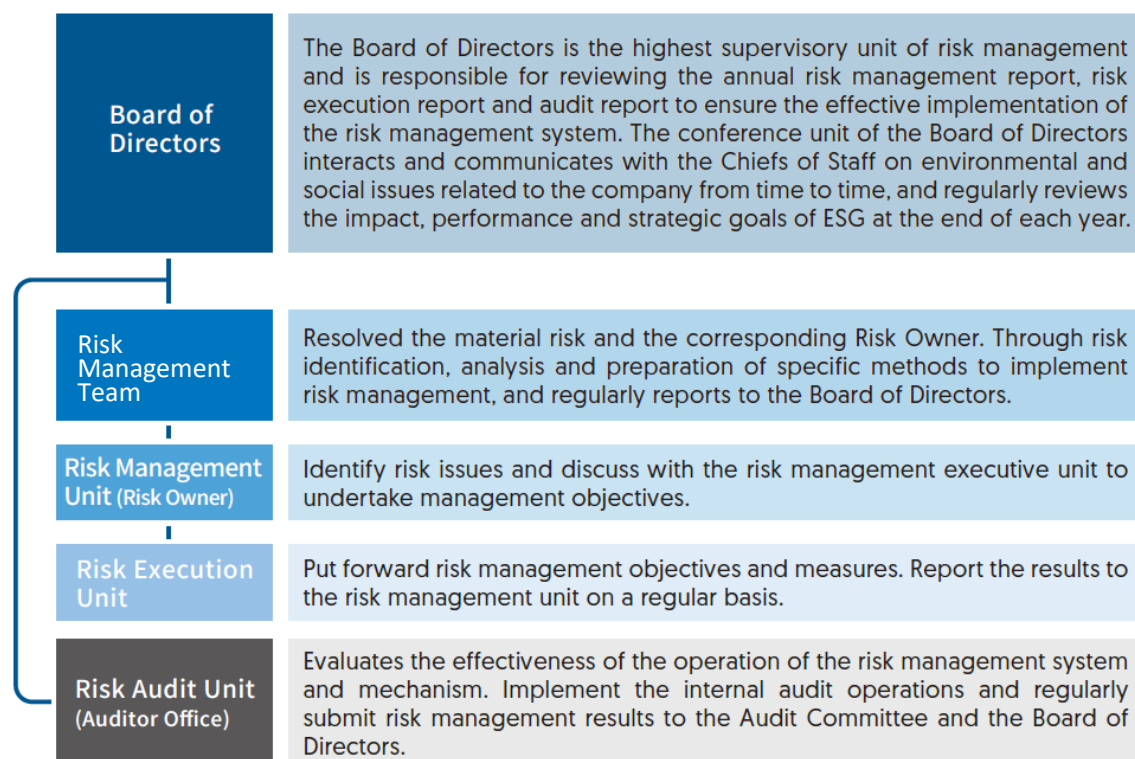 Board of
Directors
The Board of Directors is the highest supervisory unit of risk management
and is responsible for reviewing the annual risk management report, risk
execution report and audit report to ensure the effective implementation of
the risk management system. The conference unit of the Board of Directors
interacts and communicates with the Chiefs of Staff on environmental and
social issues related to the company from time to time, and regularly reviews
the impact, performance and strategic goals of ESG at the end of each year.
Risk
Management
Team
Resolved the material risk and the corresponding Risk Owner. Through risk
identification, analysis and preparation of specific methods to implement
risk management, and regularly reports to the Board of Directors.
Risk Management
Unit (Risk Owner)
Identify risk issues and discuss with the risk management executive unit to
undertake management objectives.
Risk Execution
Unit
Put forward risk management objectives and measures. Report the results to
the risk management unit on a regular basis.
Risk Audit Unit
(Auditor Office)
Evaluates the effectiveness of the operation of the risk management system
and mechanism. Implement the internal audit operations and regularly
submit risk management results to the Audit Committee and the Board of
Directors.